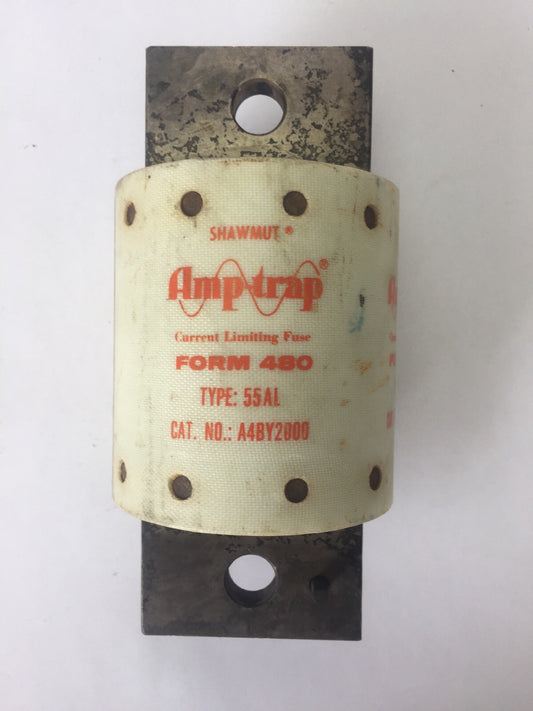 SHAWMUT ®
Amp-trap®
Current Limiting Fuse
FORM 480
TYPE: 55AL
CAT. NO.: A4BY2000